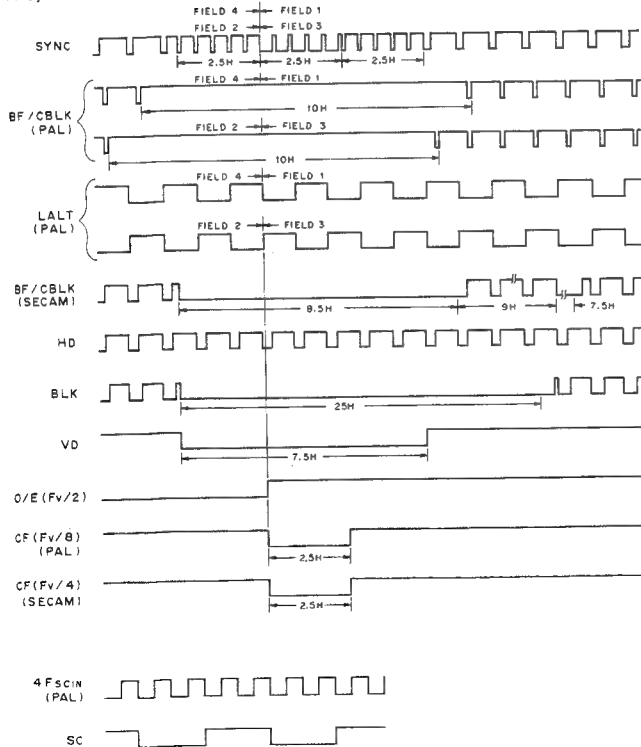 FIELD 4 FIELD 1
FIELD 2 FIELD 3
SYNC
2.5H 2.5H 2.5H
FIELD 4 FIELD 1
BF/CBLK
(PAL)
10H
FIELD 2 FIELD 3
10H
FIELD 4 FIELD 1
LALT
(PAL)
FIELD 2 FIELD 3
BF/CBLK
(SECAM)
8.5H 9H 7.5H
HD
BLK
25H
VD
7.5H
O/E (Fv/2)
CF(Fv/8)
(PAL)
2.5H
CF(Fv/4)
(SECAM)
2.5H
4FSCIN
(PAL)
SC